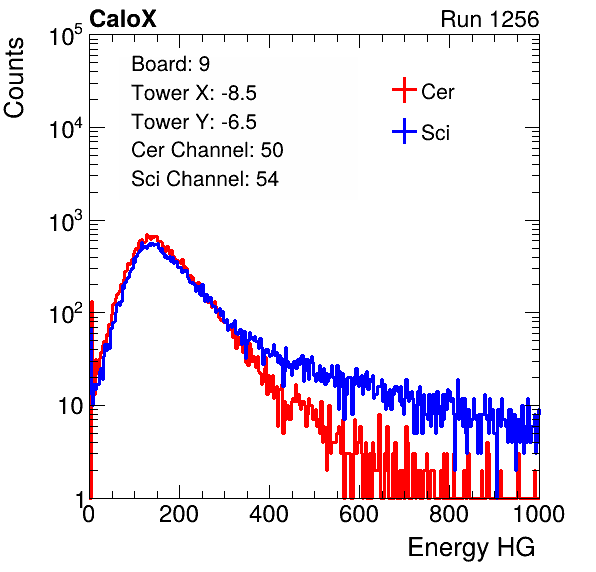 CaloX Run 1256
Counts
Board: 9
Tower X: -8.5
Tower Y: -6.5
Cer Channel: 50
Sci Channel: 54
Cer
Sci
10^5
10^4
10^3
10^2
10
1
0 200 400 600 800 1000
Energy HG